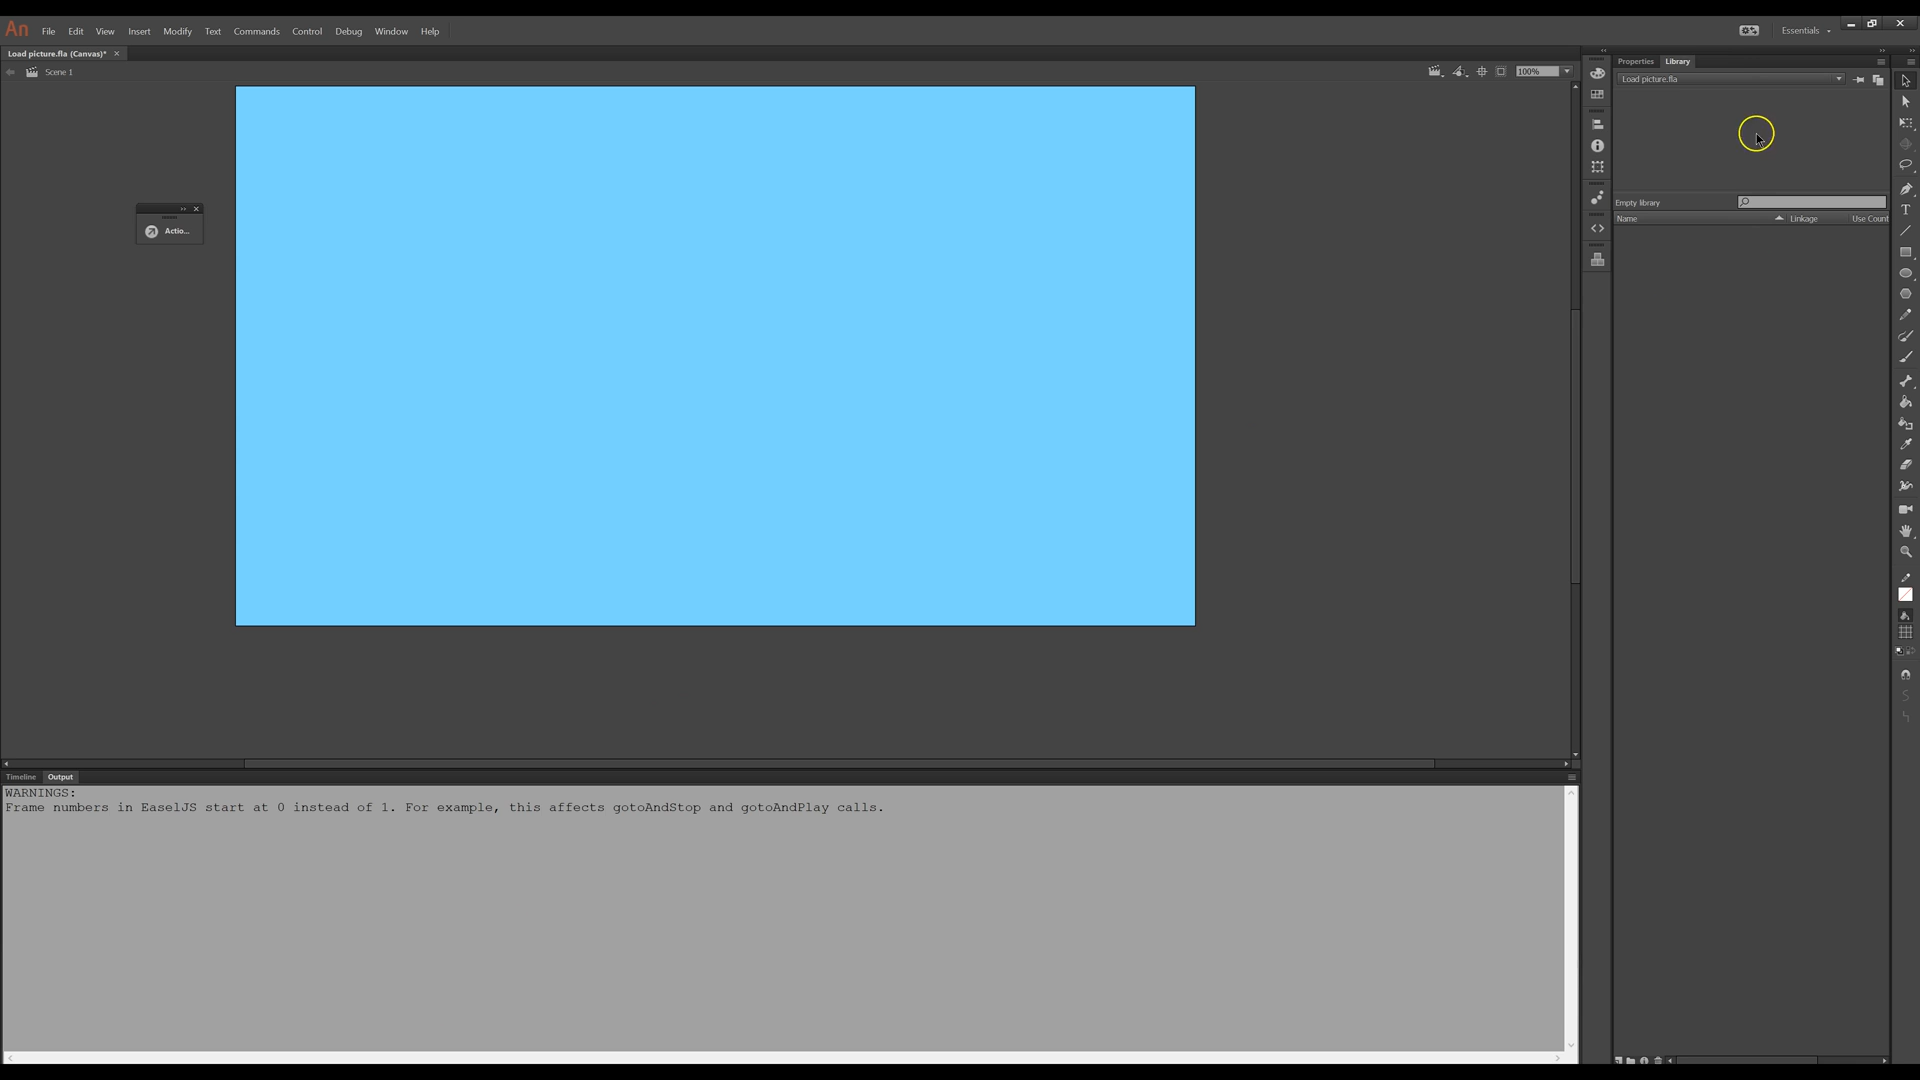 An File Edit View Insert Modify Text Commands Control Debug Window Help Essentials
Load picture.fla (Canvas)*
Scene 1
100%
Properties Library
Load picture.fla
Actio...
Empty library
Name Linkage Use Count
Timeline Output
WARNINGS:
Frame numbers in EaselJS start at 0 instead of 1. For example, this affects gotoAndStop and gotoAndPlay calls.